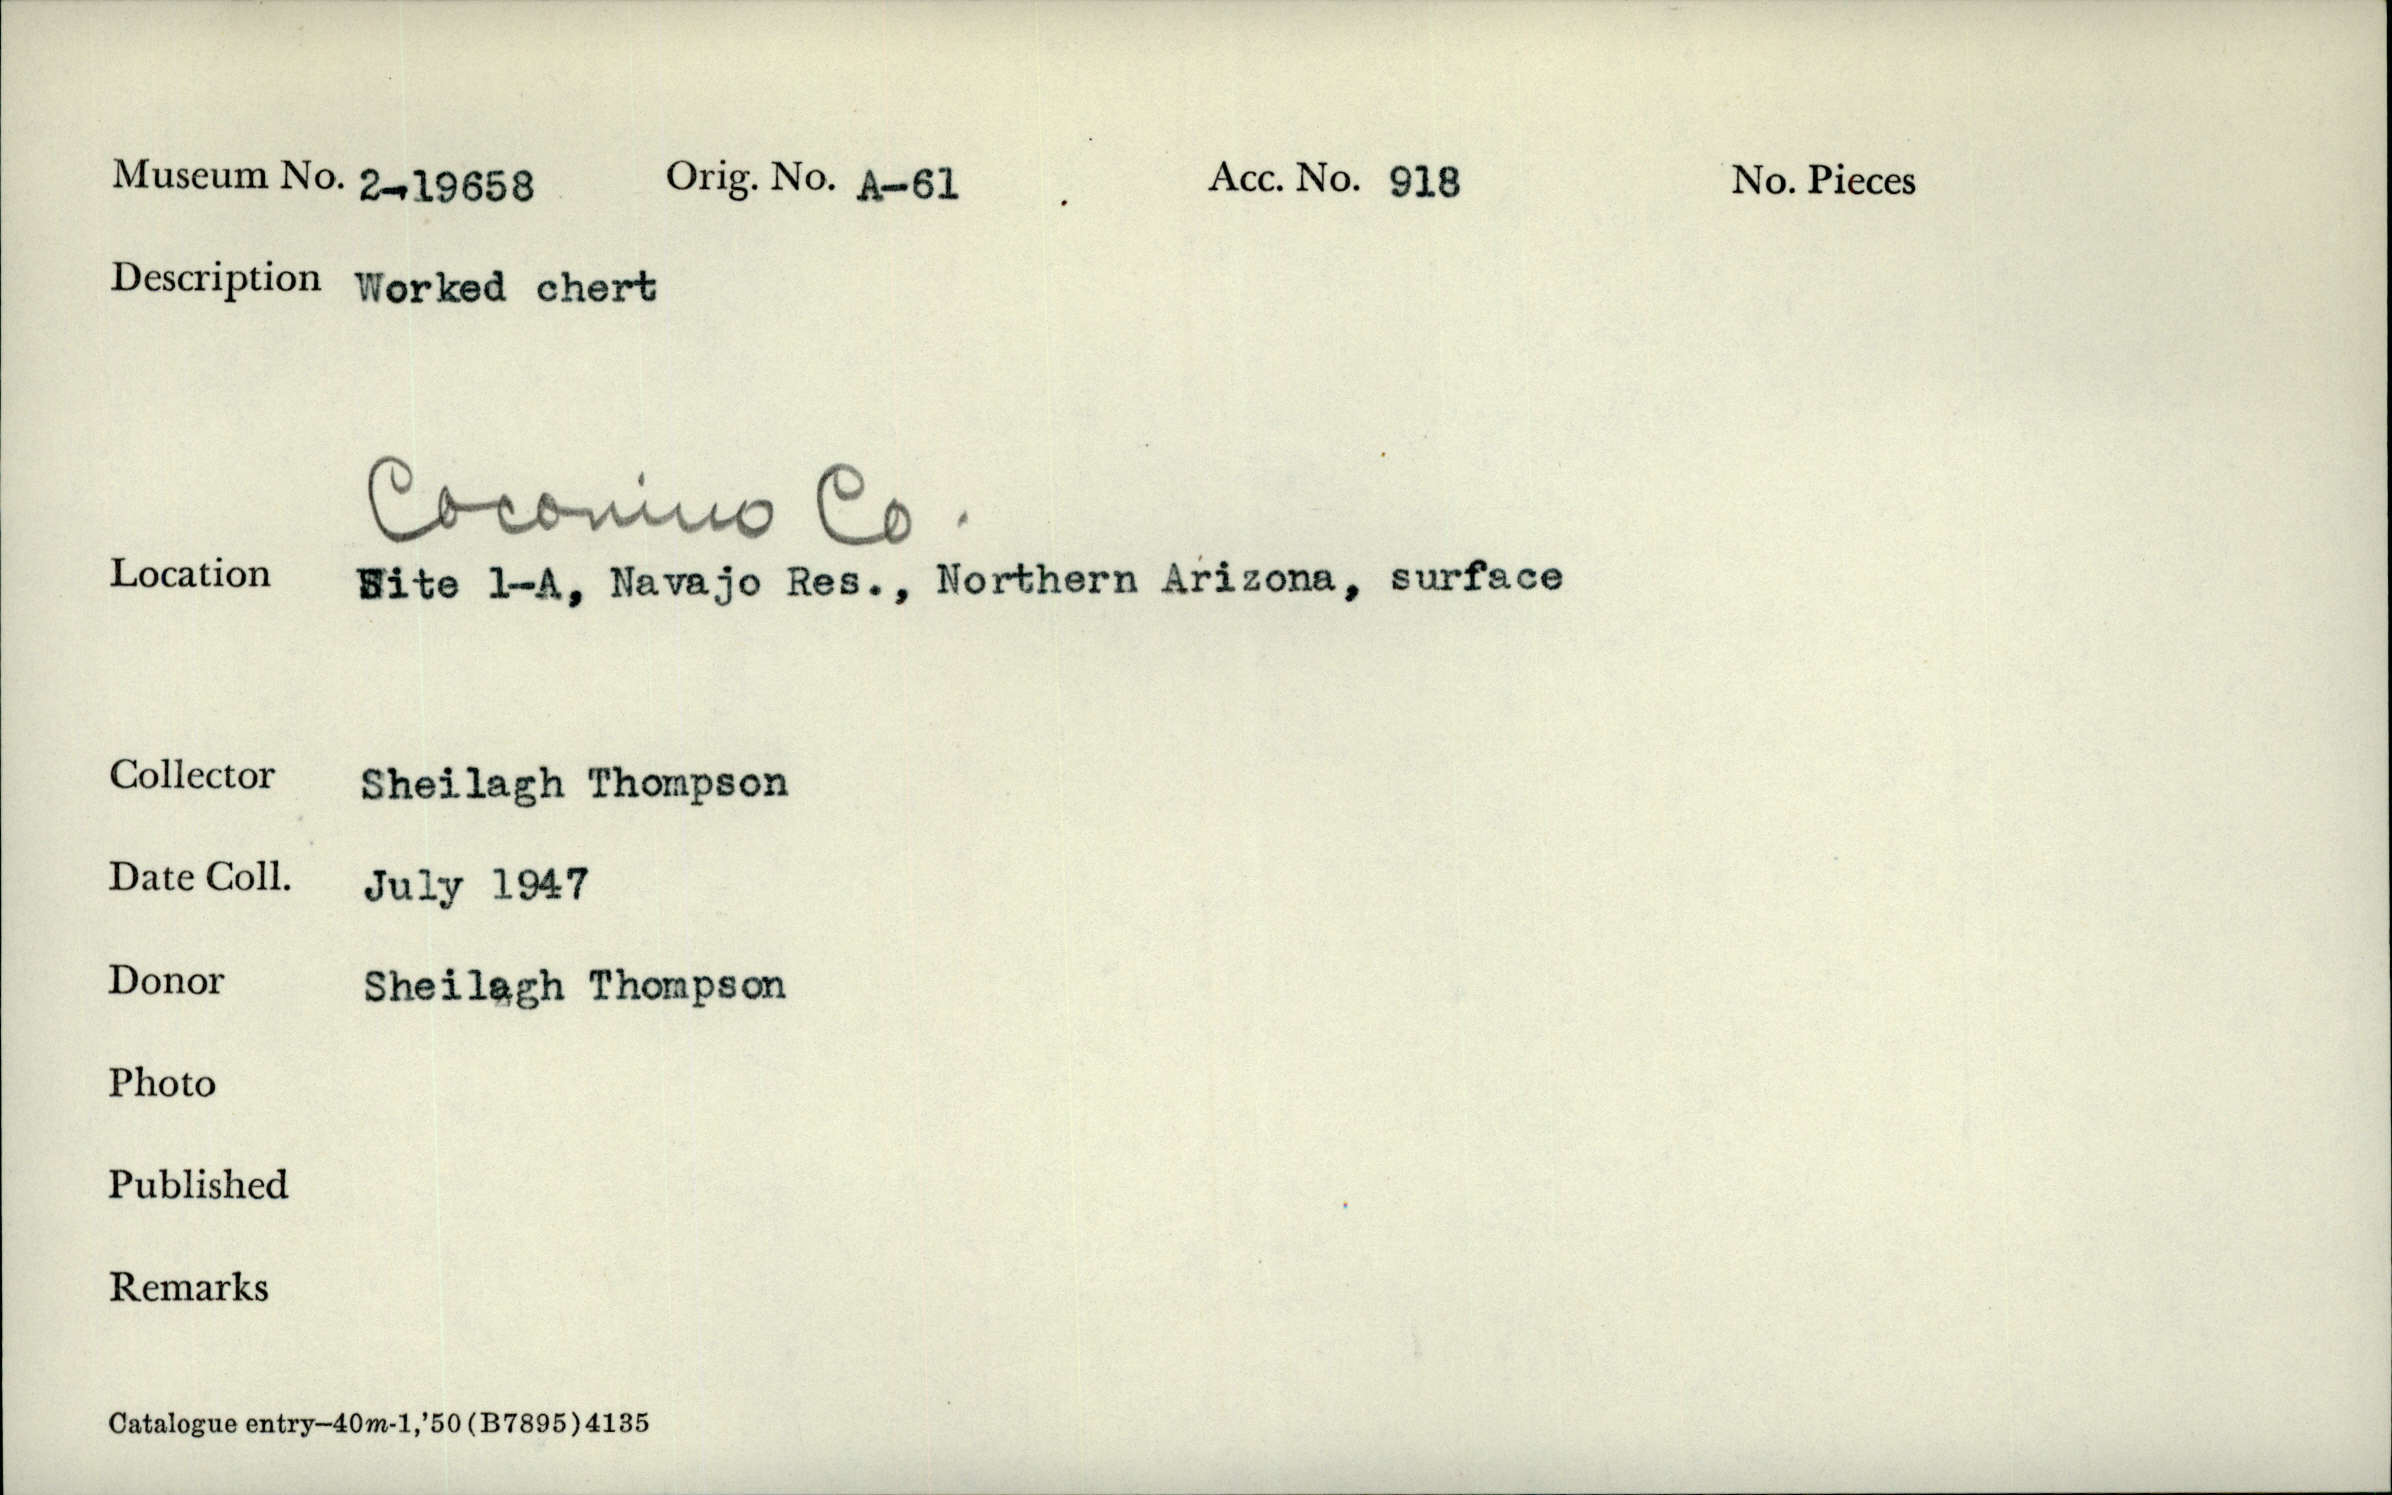 Museum No. 2-19658 Orig. No. A-61 Acc. No. 918 No. Pieces
Description Worked chert
Coconino Co.
Location Site 1-A, Navajo Res., Northern Arizona, surface
Collector Sheilagh Thompson
Date Coll. July 1947
Donor Sheilagh Thompson
Photo
Published
Remarks
Catalogue entry—40m-1,'50(B7895)4135